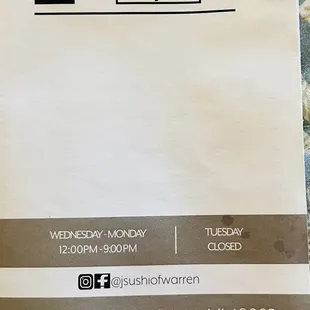 WEDNESDAY - MONDAY TUESDAY
12:00PM - 9:00PM CLOSED
@jsushiofwarren